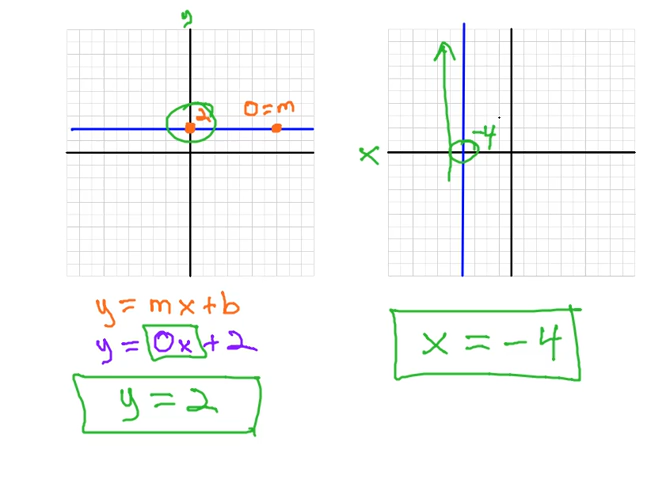 y
2
0=m
-4
x
y=mx+b
y=0x+2
y=2
x=-4